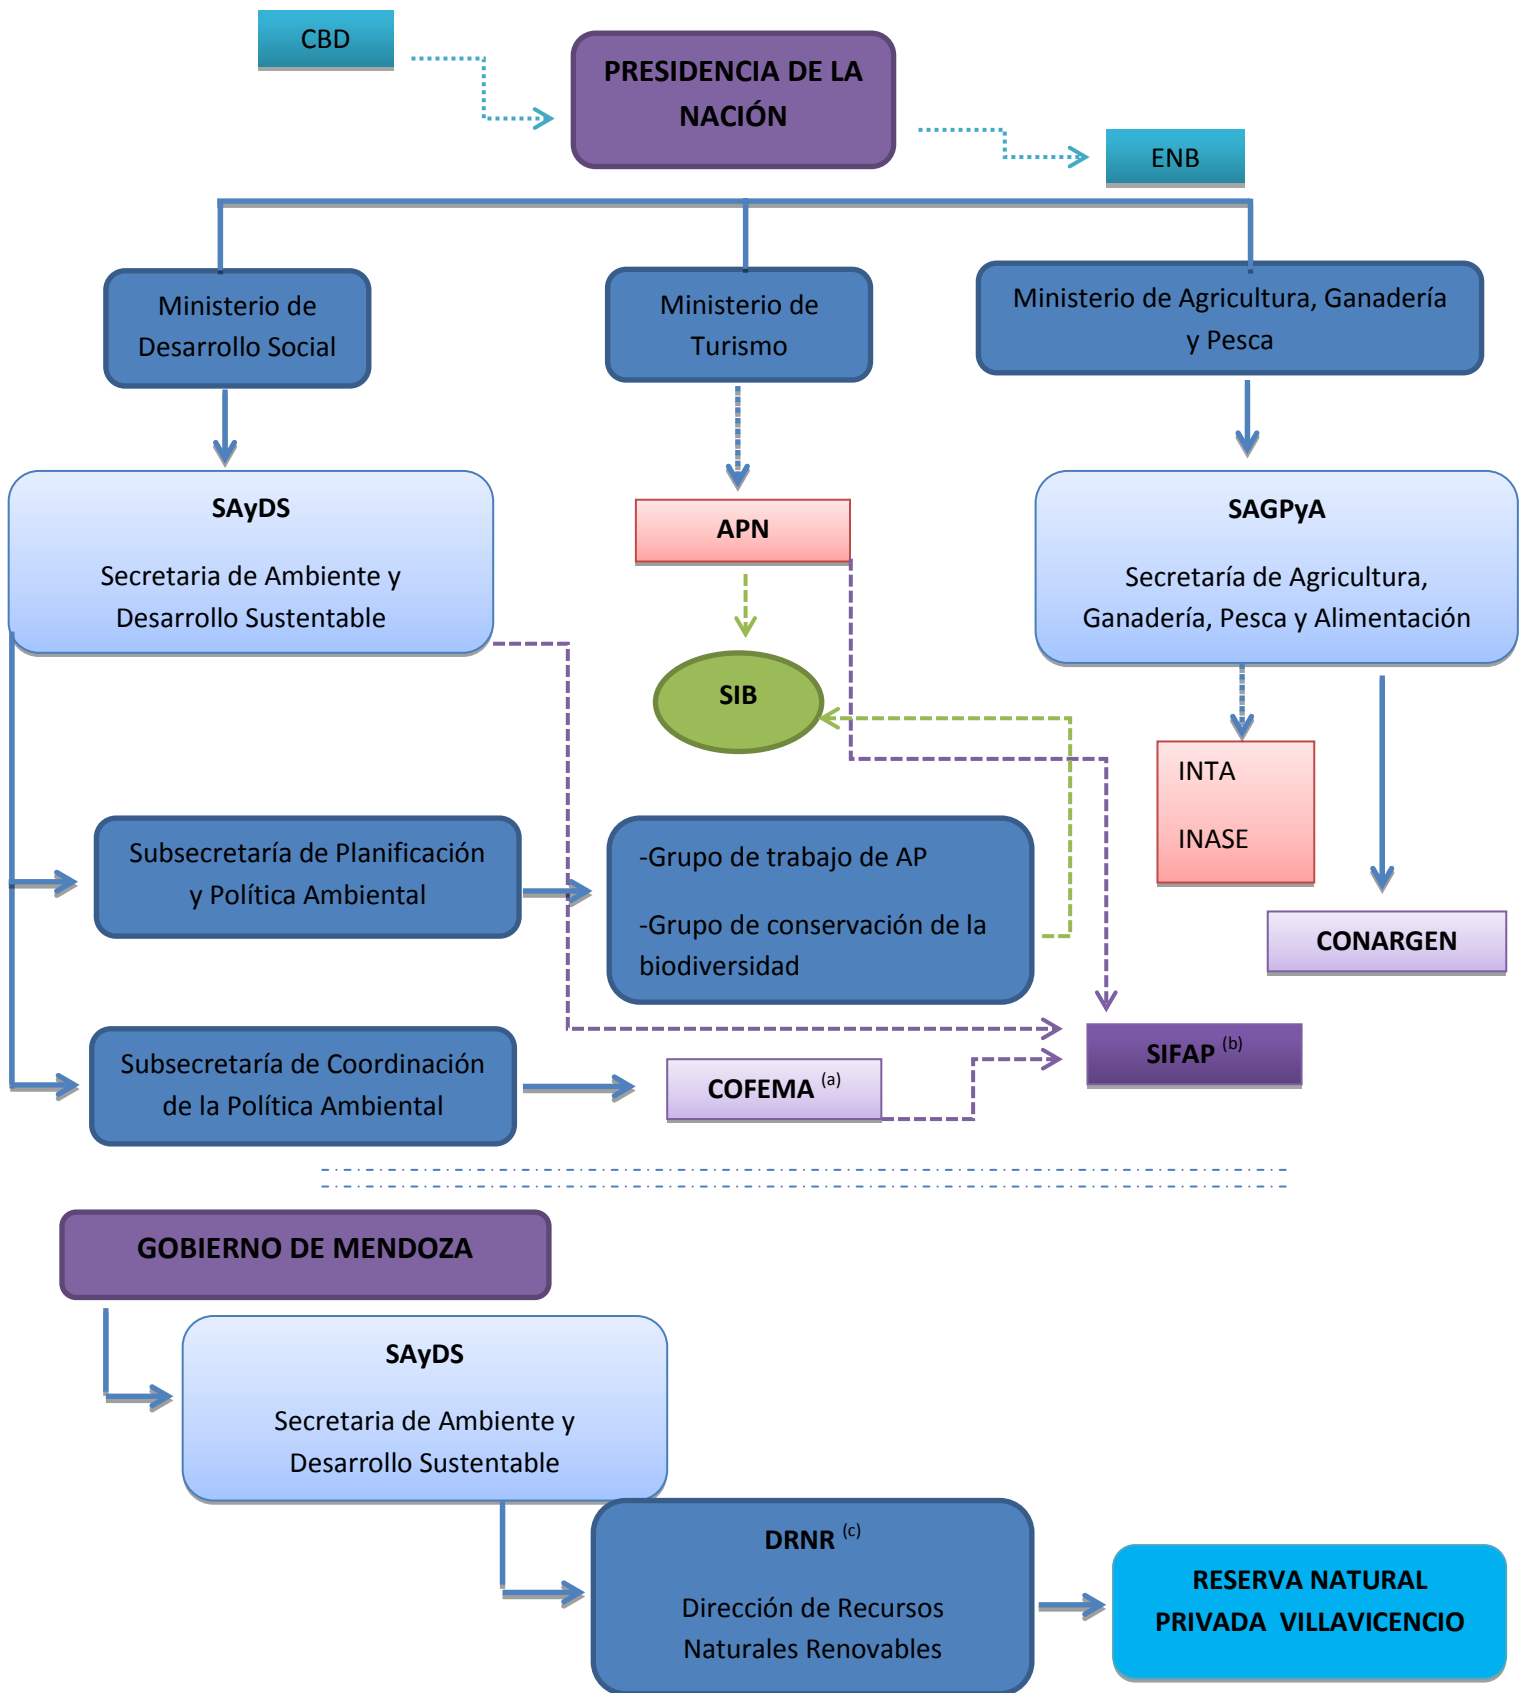 CBD
PRESIDENCIA DE LA
NACIÓN
ENB
Ministerio de
Desarrollo Social
Ministerio de
Turismo
Ministerio de Agricultura, Ganadería
y Pesca
SAyDS
Secretaria de Ambiente y
Desarrollo Sustentable
APN
SAGPyA
Secretaría de Agricultura,
Ganadería, Pesca y Alimentación
SIB
INTA
INASE
Subsecretaría de Planificación
y Política Ambiental
-Grupo de trabajo de AP
-Grupo de conservación de la
biodiversidad
CONARGEN
Subsecretaría de Coordinación
de la Política Ambiental
COFEMA (a)
SIFAP (b)
GOBIERNO DE MENDOZA
SAyDS
Secretaria de Ambiente y
Desarrollo Sustentable
DRNR (c)
Dirección de Recursos
Naturales Renovables
RESERVA NATURAL
PRIVADA VILLAVICENCIO